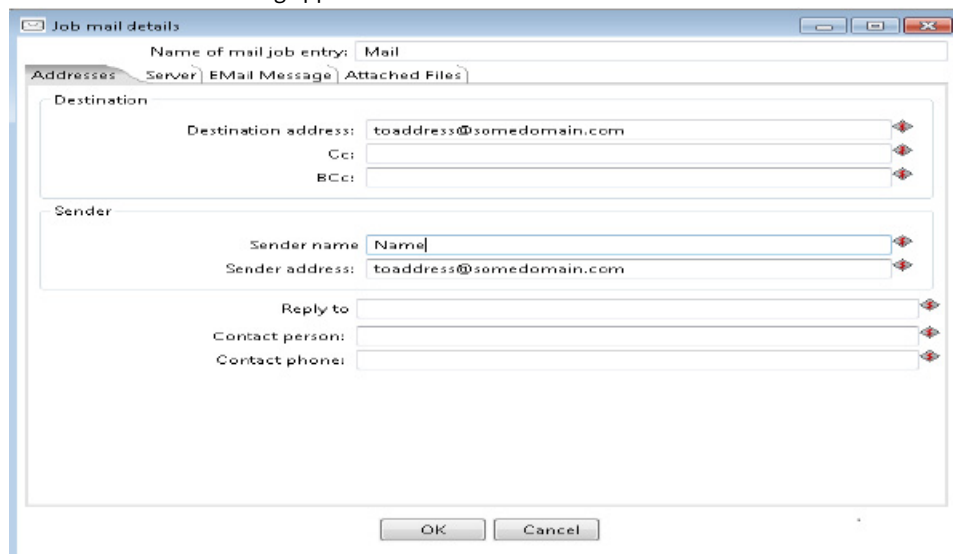 Job mail details
Name of mail job entry: Mail
Addresses Server EMail Message Attached Files
Destination
Destination address: toaddress@somedomain.com
Cc:
BCc:
Sender
Sender name Name
Sender address: toaddress@somedomain.com
Reply to
Contact person:
Contact phone:
OK Cancel